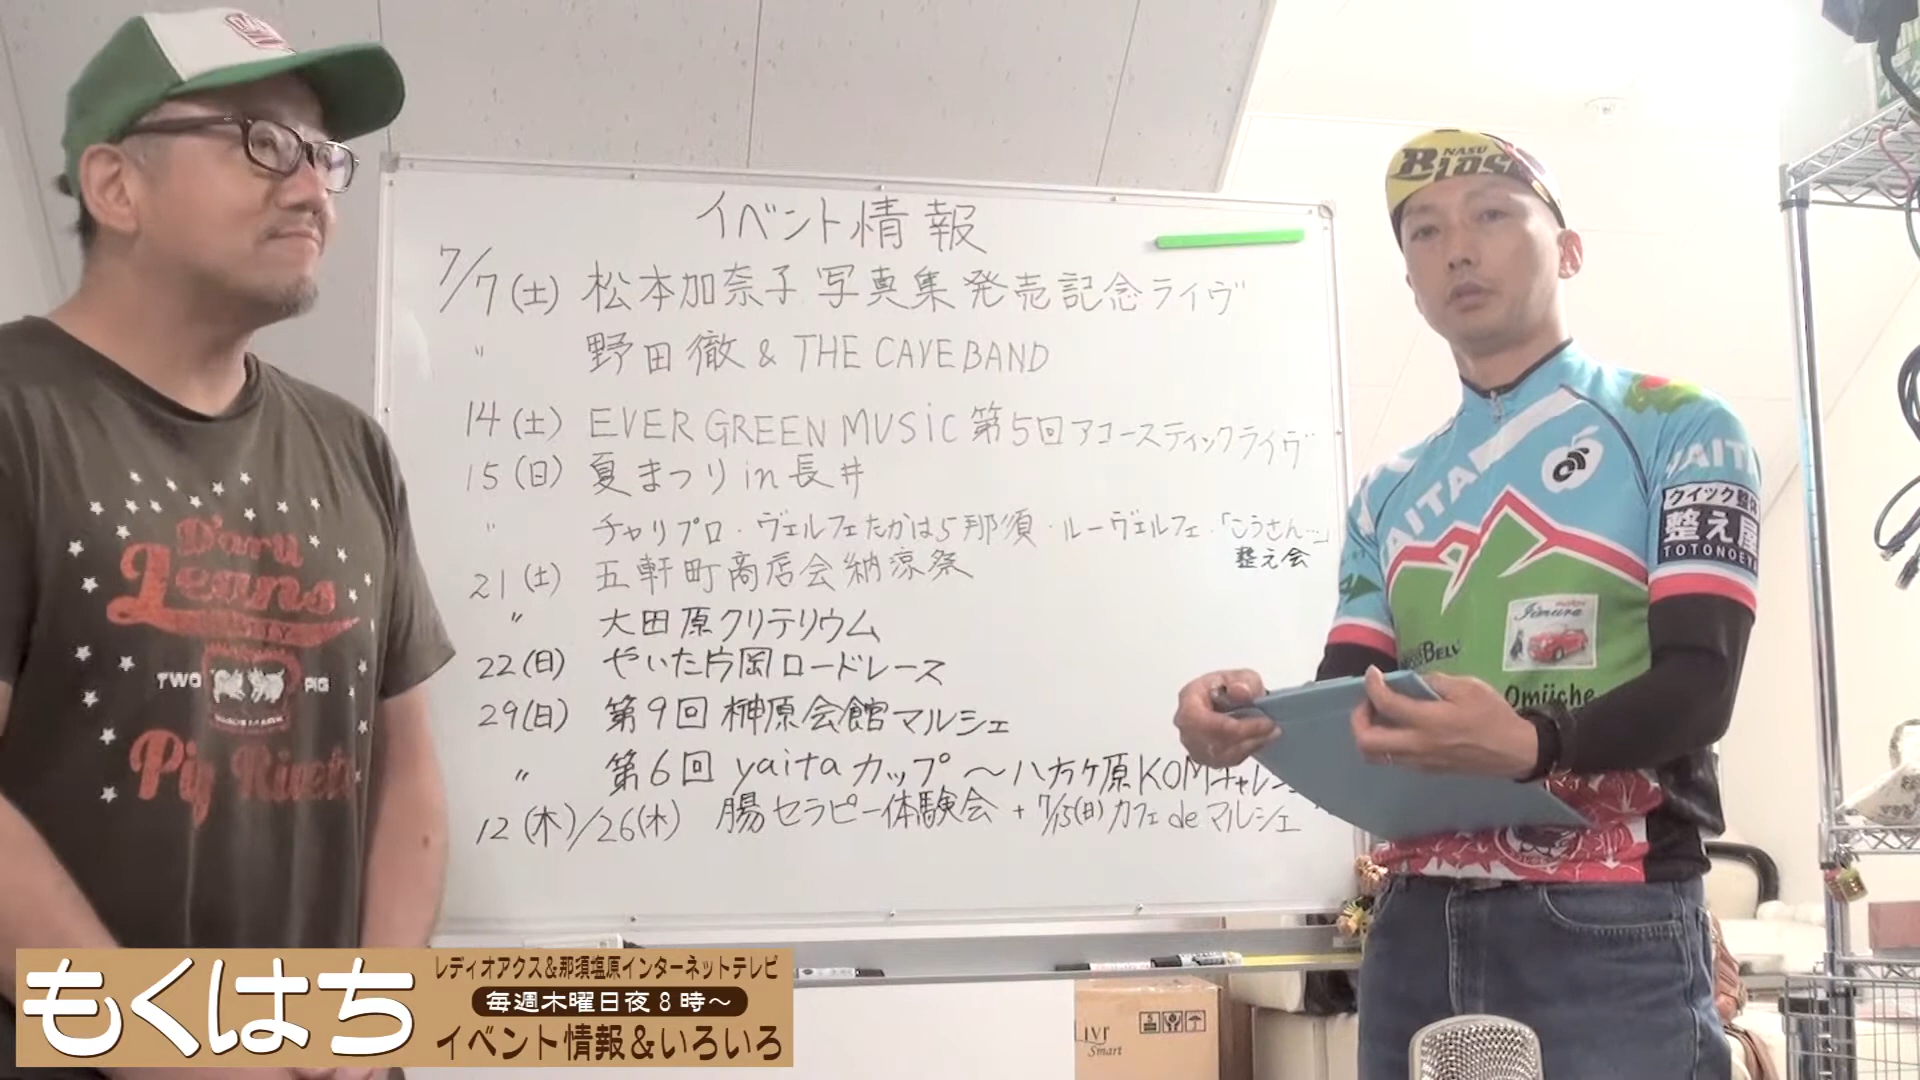 イベント情報
7/7(土) 松本加奈子 写真集発売記念ライヴ
〃 野田徹 & THE CAVE BAND
14(土) EVER GREEN MUSiC 第5回アコースティックライヴ
15(日) 夏まつり in 長井
〃 チャリプロ・ヴェルフェたかはら那須・ルーヴェルフェ・「こうさん…」
整え会
21(土) 五軒町商店会納涼祭
〃 大田原クリテリウム
22(日) やいた片岡ロードレース
29(日) 第9回 榊原会館マルシェ
〃 第6回 yaitaカップ 〜八方ヶ原KOMチャレン
12(木)/26(木) 腸セラピー体験会 + 7/15(日)カフェdeマルシェ
NASU
Blasen
YAITA
YAITA
クイック整体
整え屋
TOTONOE
Iimura
BELL
Omiiche
TWO PIG
Pig
もくはち
レディオアクス&那須塩原インターネットテレビ
毎週木曜日夜8時〜
イベント情報&いろいろ
Smart